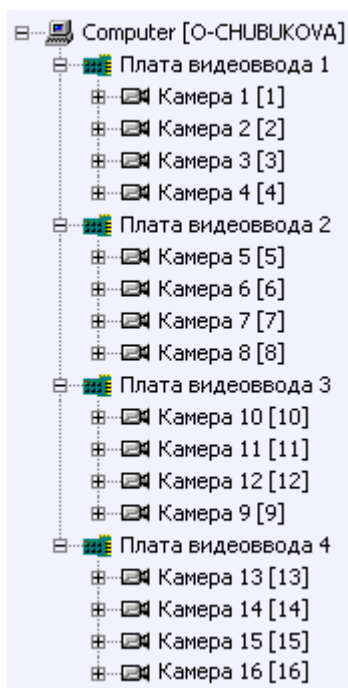 Computer [O-CHUBUKOVA]
Плата видеоввода 1
Камера 1 [1]
Камера 2 [2]
Камера 3 [3]
Камера 4 [4]
Плата видеоввода 2
Камера 5 [5]
Камера 6 [6]
Камера 7 [7]
Камера 8 [8]
Плата видеоввода 3
Камера 10 [10]
Камера 11 [11]
Камера 12 [12]
Камера 9 [9]
Плата видеоввода 4
Камера 13 [13]
Камера 14 [14]
Камера 15 [15]
Камера 16 [16]